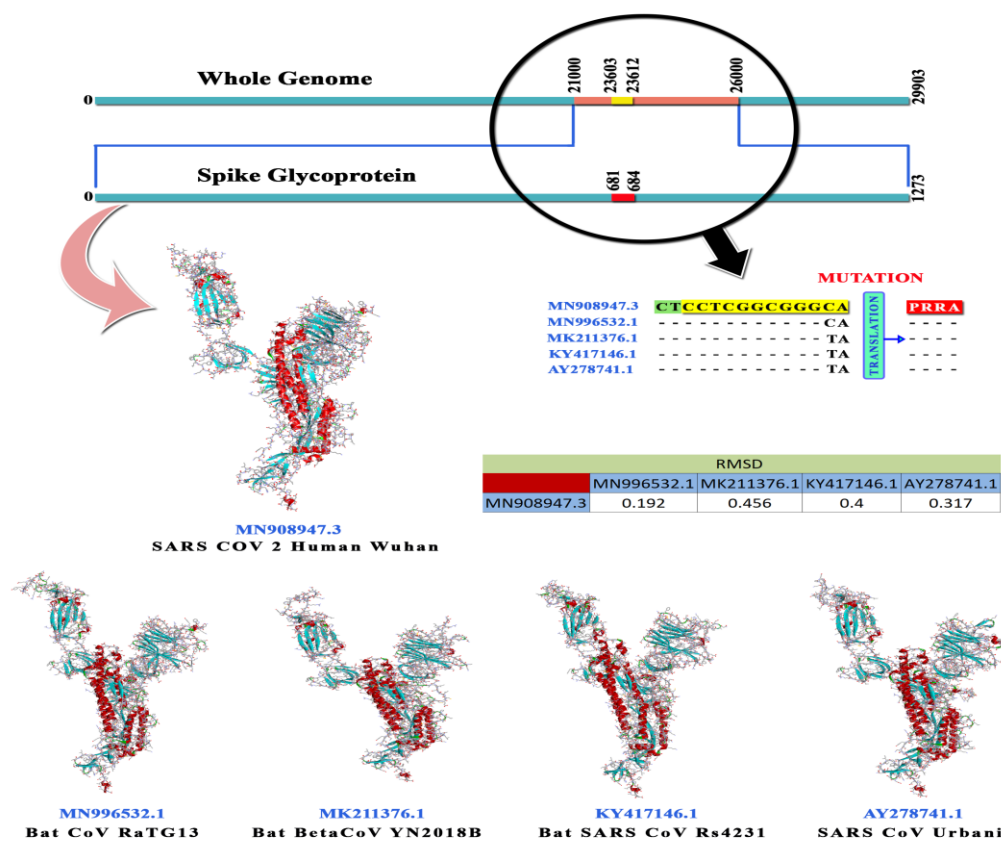 Whole Genome
0
21000
23603
23612
26000
29903
Spike Glycoprotein
0
681
684
1273
MUTATION
MN908947.3 CTCCTCGGCGGGCA PRRA
MN996532.1 - - - - - - - - - - - - CA - - - -
MK211376.1 - - - - - - - - - - - - TA - - - -
KY417146.1 - - - - - - - - - - - - TA - - - -
AY278741.1 - - - - - - - - - - - - TA - - - -
TRANSLATION
RMSD
MN996532.1 MK211376.1 KY417146.1 AY278741.1
MN908947.3 0.192 0.456 0.4 0.317
MN908947.3
SARS COV 2 Human Wuhan
MN996532.1
Bat CoV RaTG13
MK211376.1
Bat BetaCoV YN2018B
KY417146.1
Bat SARS CoV Rs4231
AY278741.1
SARS CoV Urbani